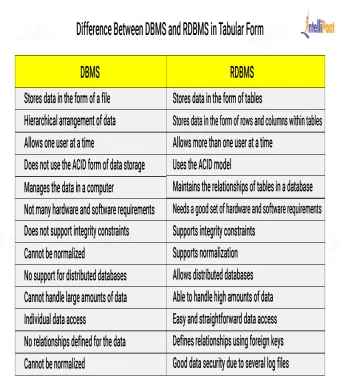 Difference Between DBMS and RDBMS in Tabular Form
intelliPaat
DBMS RDBMS
Stores data in the form of a file Stores data in the form of tables
Hierarchical arrangement of data Stores data in the form of rows and columns within tables
Allows one user at a time Allows more than one user at a time
Does not use the ACID form of data storage Uses the ACID model
Manages the data in a computer Maintains the relationships of tables in a database
Not many hardware and software requirements Needs a good set of hardware and software requirements
Does not support integrity constraints Supports integrity constraints
Cannot be normalized Supports normalization
No support for distributed databases Allows distributed databases
Cannot handle large amounts of data Able to handle high amounts of data
Individual data access Easy and straightforward data access
No relationships defined for the data Defines relationships using foreign keys
Cannot be normalized Good data security due to several log files